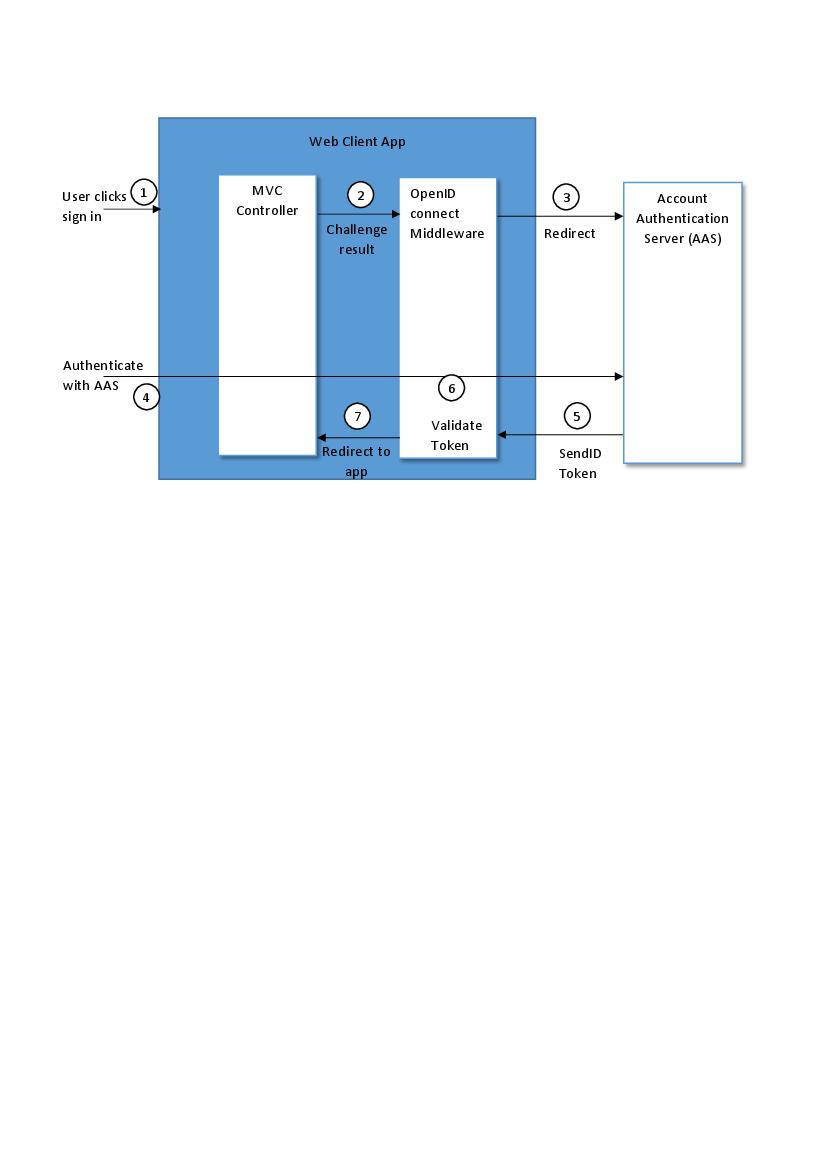 Web Client App
User clicks
sign in
1
MVC
Controller
2
Challenge
result
OpenID
connect
Middleware
3
Redirect
Account
Authentication
Server (AAS)
Authenticate
with AAS
4
6
Validate
Token
7
Redirect to
app
5
SendID
Token